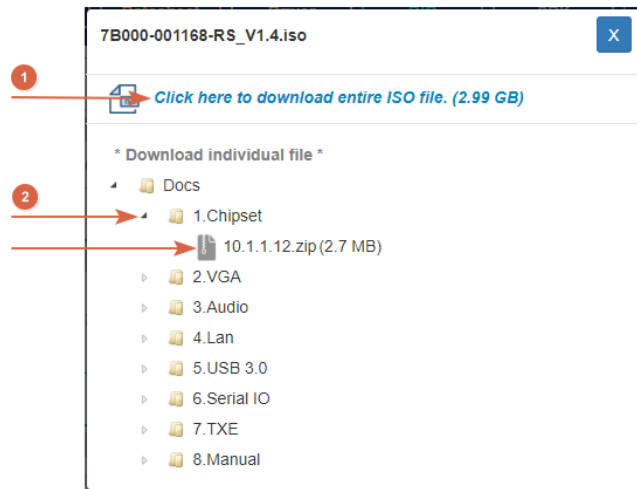 7B000-001168-RS_V1.4.iso
X
1
Click here to download entire ISO file. (2.99 GB)
* Download individual file *
Docs
2
1.Chipset
10.1.1.12.zip (2.7 MB)
2.VGA
3.Audio
4.Lan
5.USB 3.0
6.Serial IO
7.TXE
8.Manual